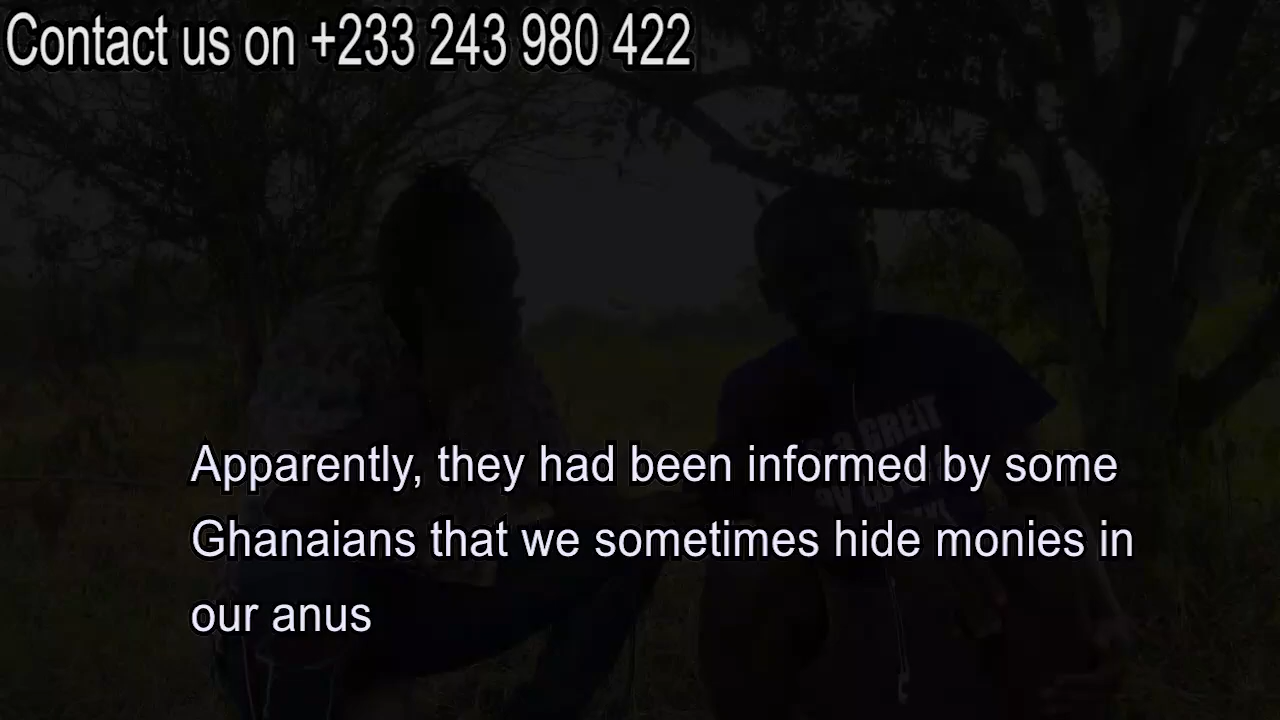 Contact us on +233 243 980 422
a GREAT
Apparently, they had been informed by some
Ghanaians that we sometimes hide monies in
our anus